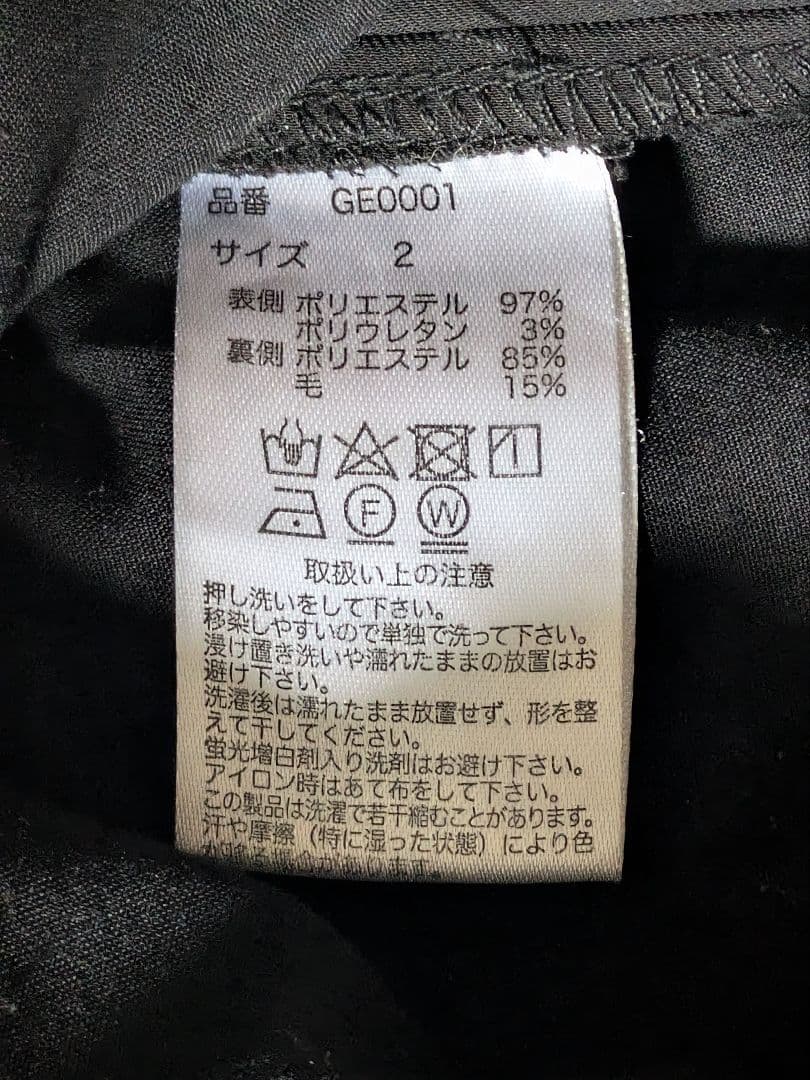 品番 GE0001
サイズ 2
表側 ポリエステル 97%
ポリウレタン 3%
裏側 ポリエステル 85%
毛 15%
F W
取扱い上の注意
押し洗いをして下さい。
移染しやすいので単独で洗って下さい。
浸け置き洗いや濡れたままの放置はお
避け下さい。
洗濯後は濡れたまま放置せず、形を整
えて干してください。
蛍光増白剤入り洗剤はお避け下さい。
アイロン時はあて布をして下さい。
この製品は洗濯で若干縮むことがあります。
汗や摩擦(特に湿った状態)により色
ます。